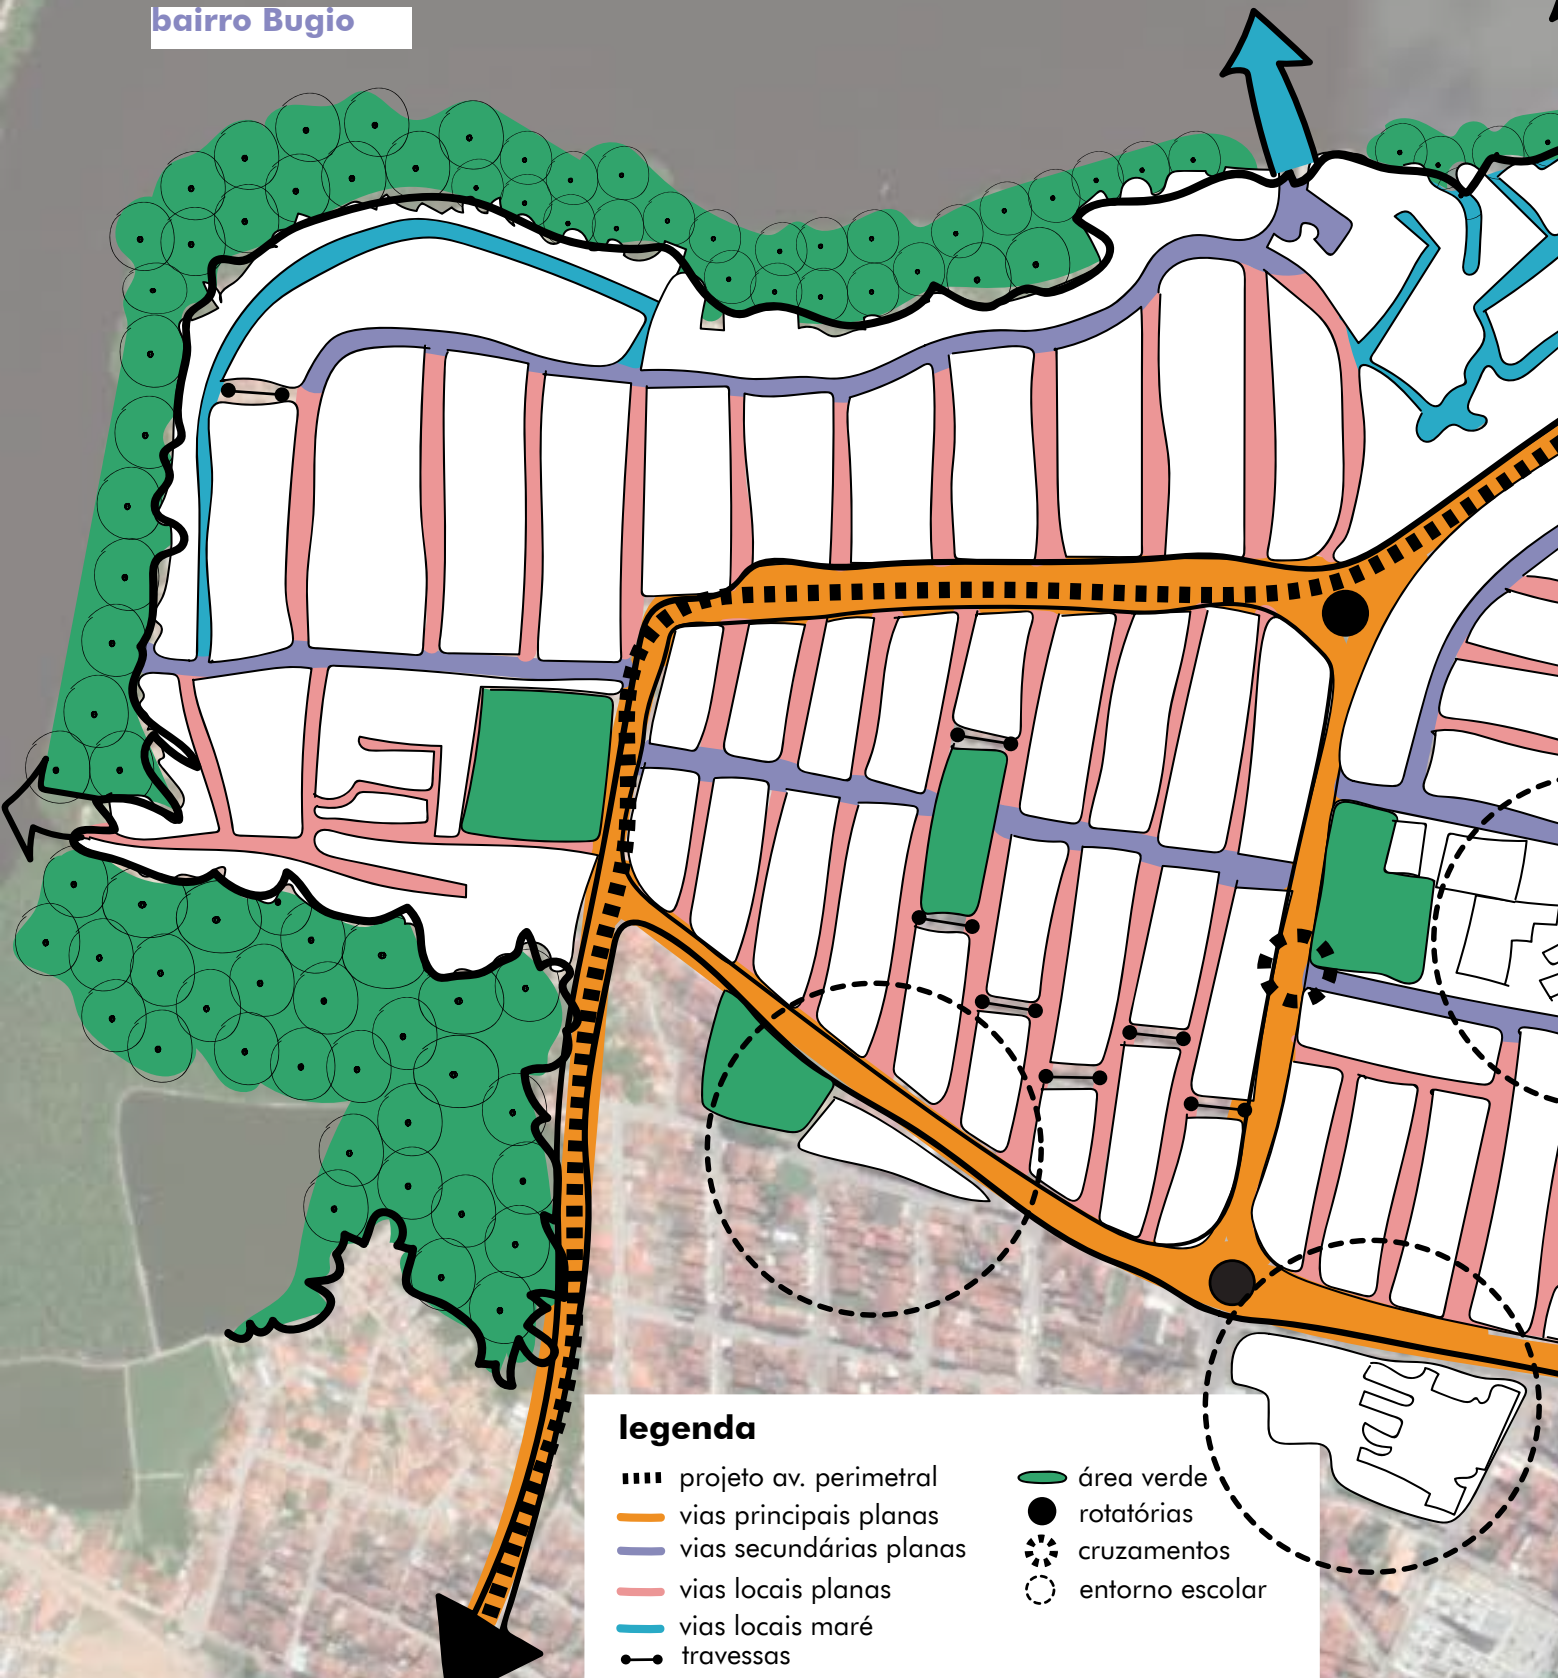 bairro Bugio
legenda
projeto av. perimetral
vias principais planas
vias secundárias planas
vias locais planas
vias locais maré
travessas
área verde
rotatórias
cruzamentos
entorno escolar